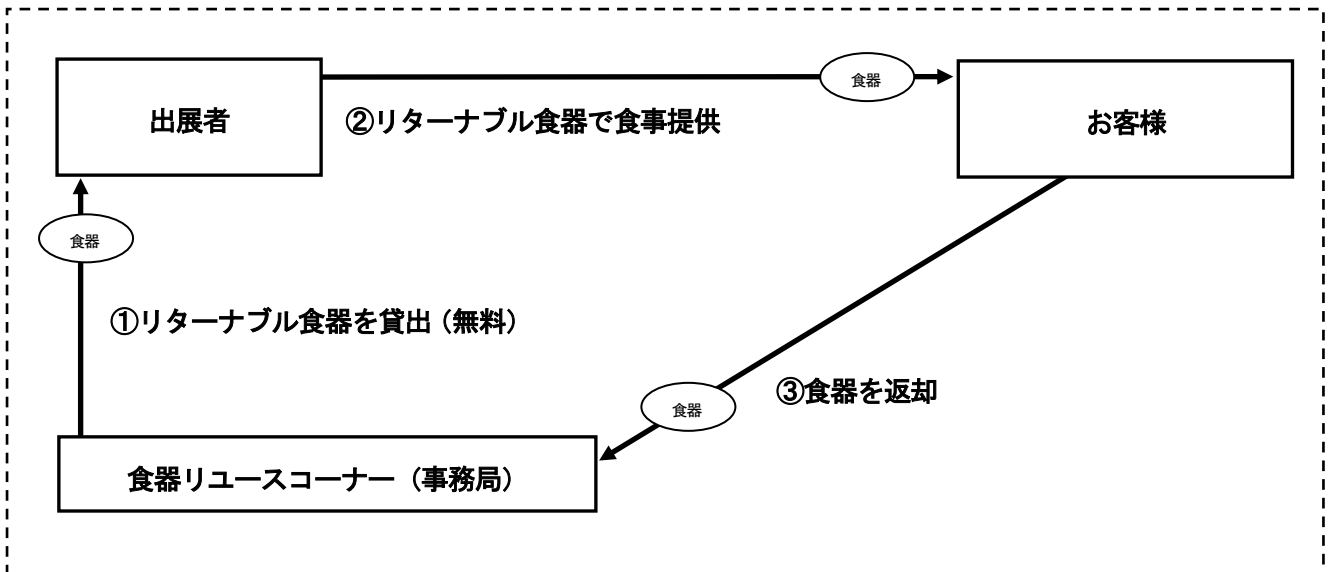 出展者
食器
お客様
②リターナブル食器で食事提供
食器
①リターナブル食器を貸出（無料）
③食器を返却
食器
食器リユースコーナー（事務局）